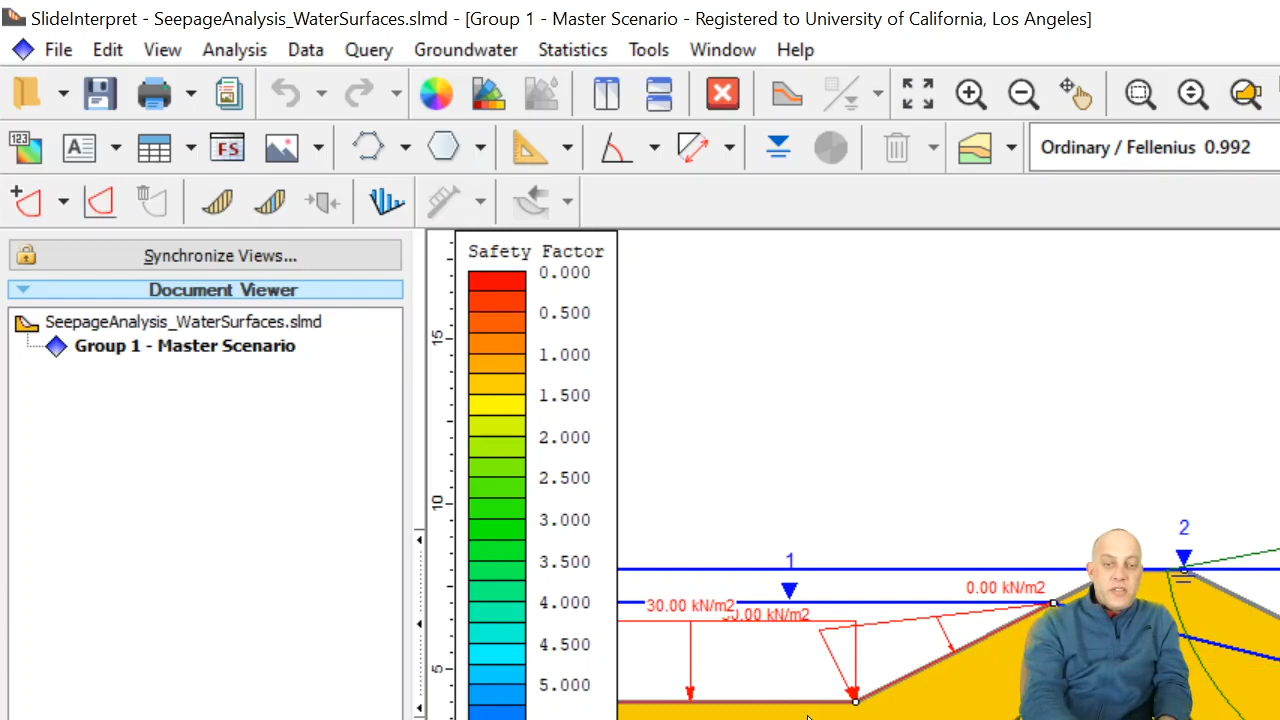 SlideInterpret - SeepageAnalysis_WaterSurfaces.slmd - [Group 1 - Master Scenario - Registered to University of California, Los Angeles]
File Edit View Analysis Data Query Groundwater Statistics Tools Window Help
123 A FS Ordinary / Fellenius 0.992
Synchronize Views...
Document Viewer
SeepageAnalysis_WaterSurfaces.slmd
Group 1 - Master Scenario
Safety Factor
0.000
0.500
1.000
1.500
2.000
2.500
3.000
3.500
4.000
4.500
5.000
15
10
5
1
2
0.00 kN/m2
30.00 kN/m2
.00 kN/m2